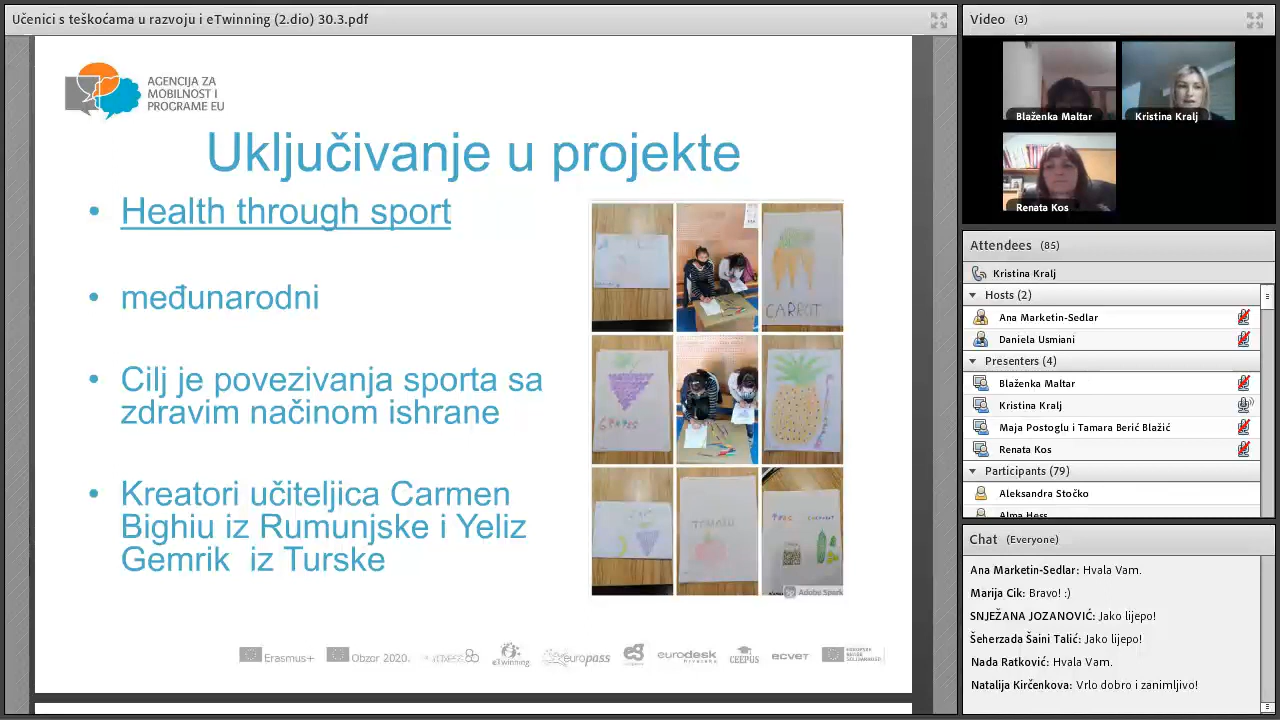 Učenici s teškoćama u razvoju i eTwinning (2.dio) 30.3.pdf
AGENCIJA ZA
MOBILNOST I
PROGRAME EU
Uključivanje u projekte
• Health through sport
• međunarodni
• Cilj je povezivanja sporta sa
zdravim načinom ishrane
• Kreatori učiteljica Carmen
Bighiu iz Rumunjske i Yeliz
Gemrik iz Turske
CARROT
GRAPES
TOMATO
Adobe Spark
Erasmus+
Obzor 2020.
eTwinning
europass
eurodesk
CEEPUS
ecvet
Video (3)
Blaženka Maltar
Kristina Kralj
Renata Kos
Attendees (85)
Kristina Kralj
Hosts (2)
Ana Marketin-Sedlar
Daniela Usmiani
Presenters (4)
Blaženka Maltar
Kristina Kralj
Maja Postoglu i Tamara Berić Blažić
Renata Kos
Participants (79)
Aleksandra Stočko
Alma Hess
Chat (Everyone)
Ana Marketin-Sedlar: Hvala Vam.
Marija Cik: Bravo! :)
SNJEŽANA JOZANOVIĆ: Jako lijepo!
Šeherzada Šaini Talić: Jako lijepo!
Nada Ratković: Hvala Vam.
Natalija Kirčenkova: Vrlo dobro i zanimljivo!